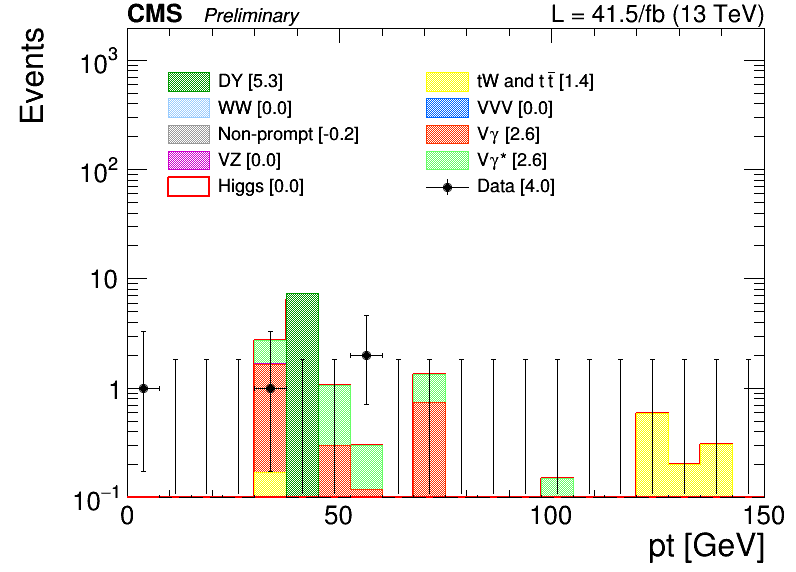 CMS Preliminary L = 41.5/fb (13 TeV)
Events
10³
10²
10
1
10⁻¹
DY [5.3]
WW [0.0]
Non-prompt [-0.2]
VZ [0.0]
Higgs [0.0]
tW and tt̅ [1.4]
VVV [0.0]
Vγ [2.6]
Vγ* [2.6]
Data [4.0]
0 50 100 150
pt [GeV]